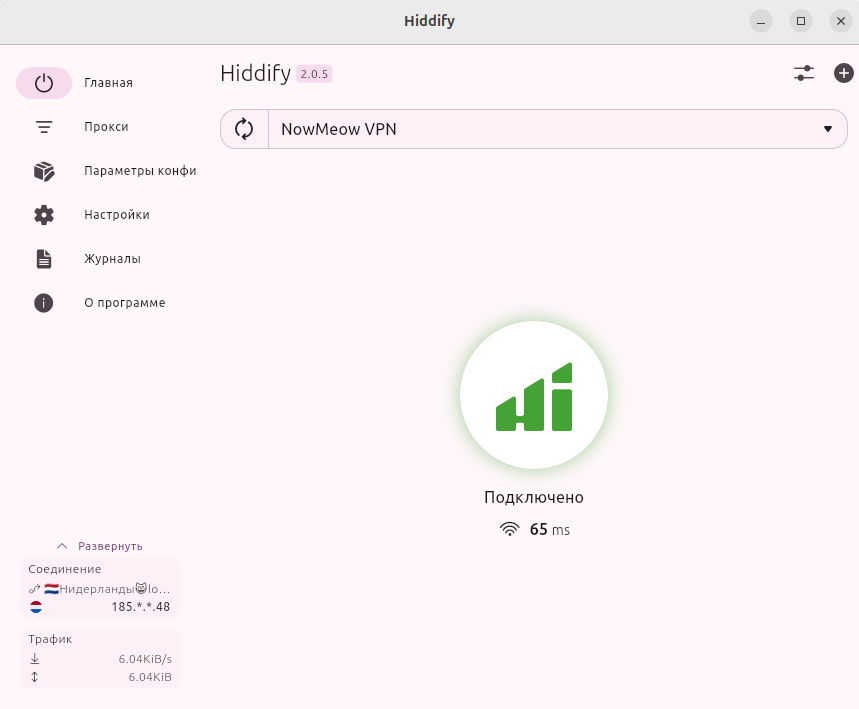 Hiddify
Hiddify 2.0.5
NowMeow VPN
Главная
Прокси
Параметры конфи
Настройки
Журналы
О программе
Hi
Подключено
65 ms
Развернуть
Соединение
Нидерланды😸lo...
185.*.*.48
Трафик
6.04KiB/s
6.04KiB